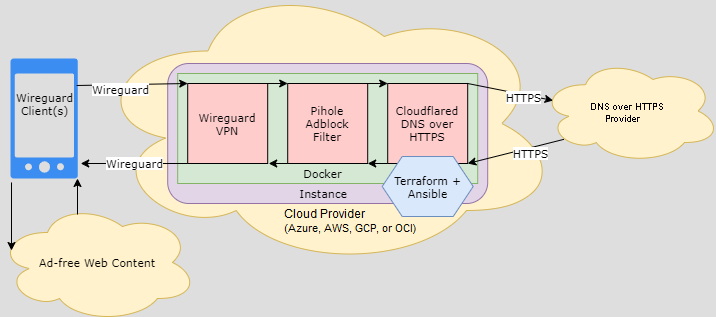 Wireguard
Client(s)
Wireguard
Wireguard
Wireguard
VPN
Pihole
Adblock
Filter
Cloudflared
DNS over
HTTPS
HTTPS
HTTPS
DNS over HTTPS
Provider
Docker
Instance
Terraform +
Ansible
Cloud Provider
(Azure, AWS, GCP, or OCI)
Ad-free Web Content